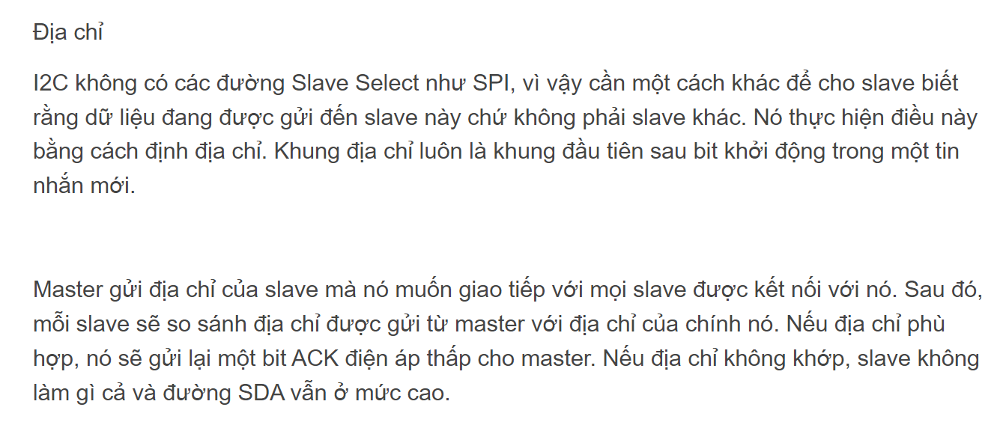 Địa chỉ
I2C không có các đường Slave Select như SPI, vì vậy cần một cách khác để cho slave biết
rằng dữ liệu đang được gửi đến slave này chứ không phải slave khác. Nó thực hiện điều này
bằng cách định địa chỉ. Khung địa chỉ luôn là khung đầu tiên sau bit khởi động trong một tin
nhắn mới.
Master gửi địa chỉ của slave mà nó muốn giao tiếp với mọi slave được kết nối với nó. Sau đó,
mỗi slave sẽ so sánh địa chỉ được gửi từ master với địa chỉ của chính nó. Nếu địa chỉ phù
hợp, nó sẽ gửi lại một bit ACK điện áp thấp cho master. Nếu địa chỉ không khớp, slave không
làm gì cả và đường SDA vẫn ở mức cao.